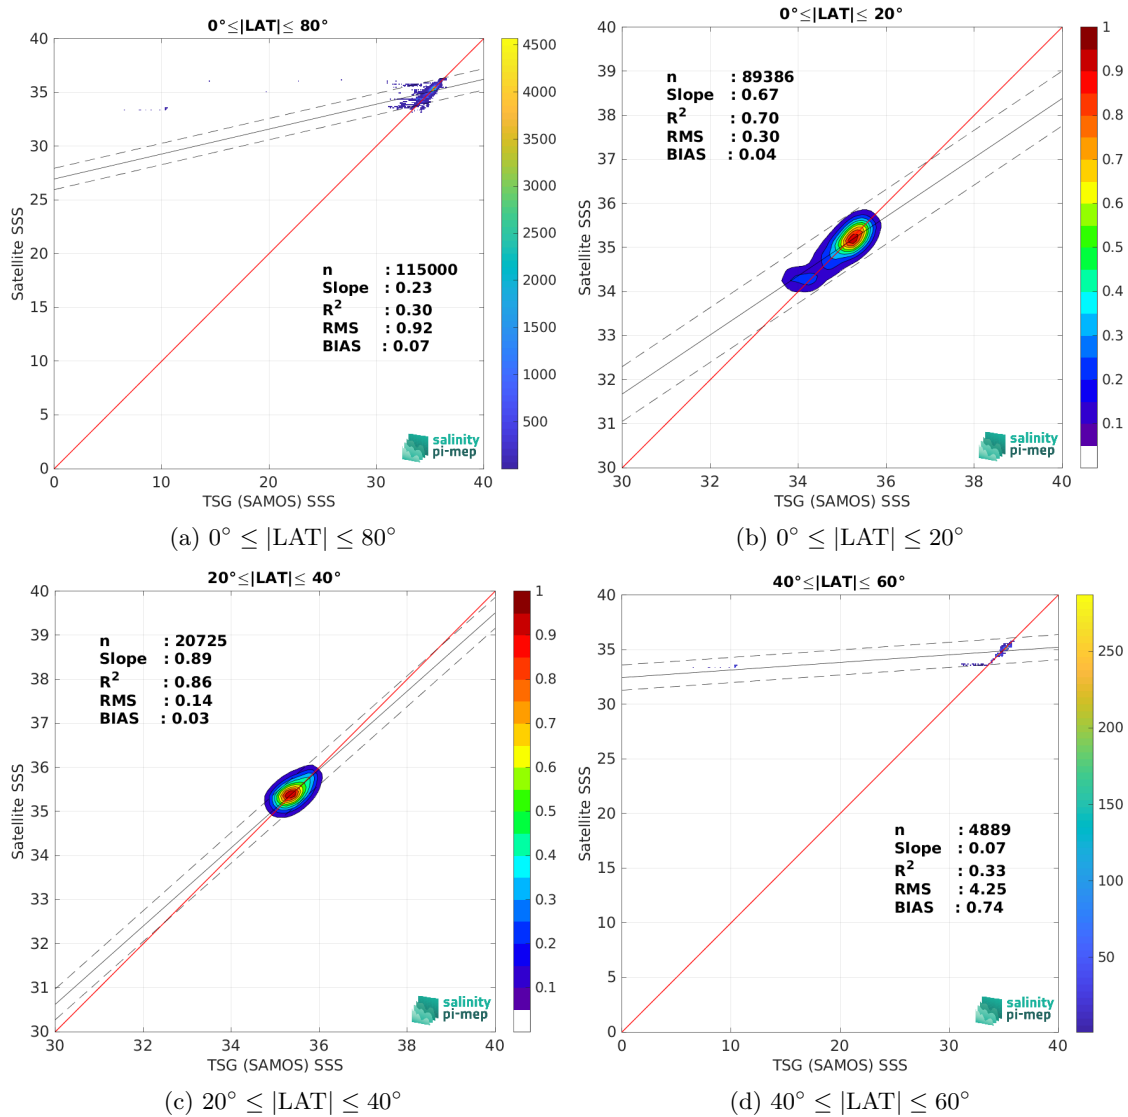 0°≤|LAT|≤ 80°
40
35
30
25
20
15
10
5
0
Satellite SSS
n : 115000
Slope : 0.23
R² : 0.30
RMS : 0.92
BIAS : 0.07
salinity
pi-mep
0 10 20 30 40
TSG (SAMOS) SSS
4500
4000
3500
3000
2500
2000
1500
1000
500
(a) 0° ≤ |LAT| ≤ 80°
0°≤|LAT|≤ 20°
40
39
38
37
36
35
34
33
32
31
30
Satellite SSS
n : 89386
Slope : 0.67
R² : 0.70
RMS : 0.30
BIAS : 0.04
salinity
pi-mep
30 32 34 36 38 40
TSG (SAMOS) SSS
1
0.9
0.8
0.7
0.6
0.5
0.4
0.3
0.2
0.1
(b) 0° ≤ |LAT| ≤ 20°
20°≤|LAT|≤ 40°
40
39
38
37
36
35
34
33
32
31
30
Satellite SSS
n : 20725
Slope : 0.89
R² : 0.86
RMS : 0.14
BIAS : 0.03
salinity
pi-mep
30 32 34 36 38 40
TSG (SAMOS) SSS
1
0.9
0.8
0.7
0.6
0.5
0.4
0.3
0.2
0.1
(c) 20° ≤ |LAT| ≤ 40°
40°≤|LAT|≤ 60°
40
35
30
25
20
15
10
5
0
Satellite SSS
n : 4889
Slope : 0.07
R² : 0.33
RMS : 4.25
BIAS : 0.74
salinity
pi-mep
0 10 20 30 40
TSG (SAMOS) SSS
250
200
150
100
50
(d) 40° ≤ |LAT| ≤ 60°